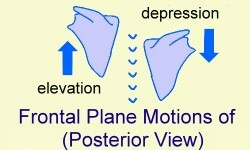 depression
elevation
Frontal Plane Motions of
(Posterior View)